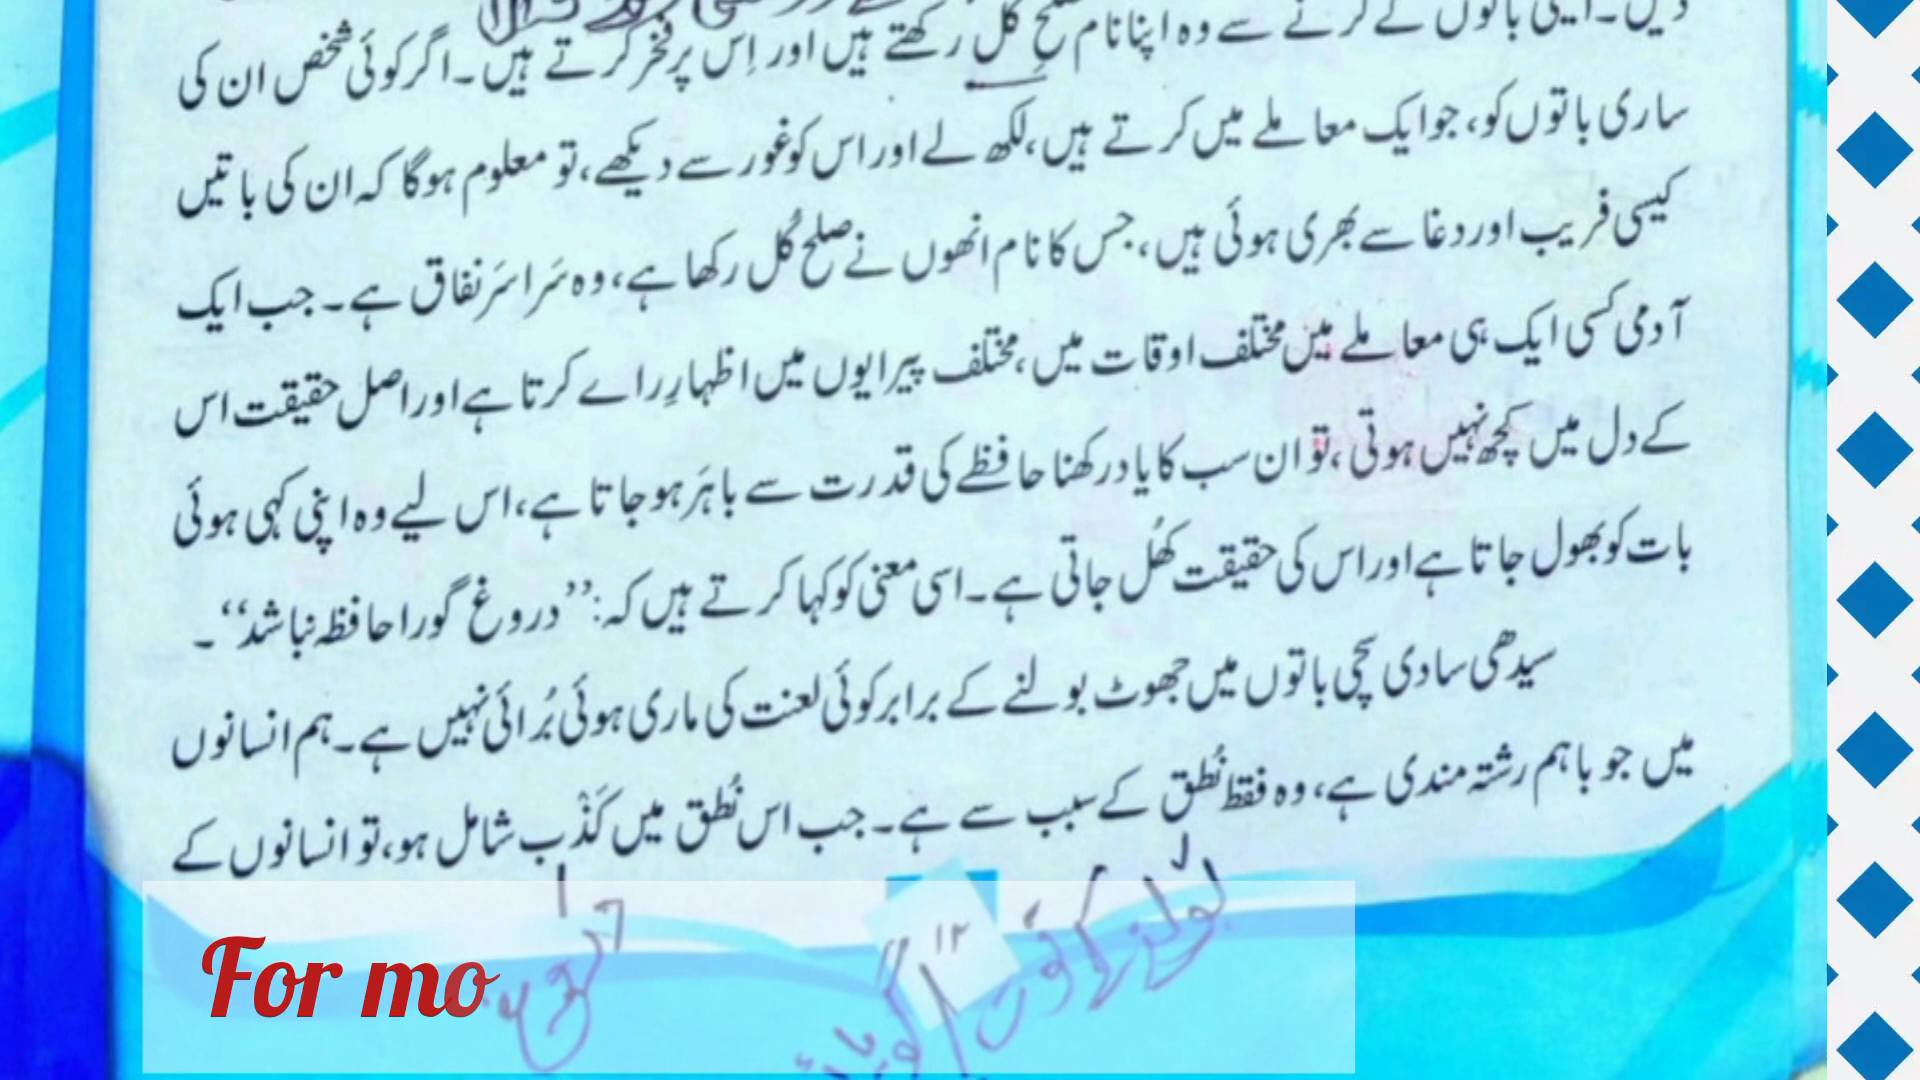 باتوں کے کرنے سے وہ اپنا نام صلحِ کُل رکھتے ہیں اور اِس پر فخر کرتے ہیں۔ اگر کوئی شخص ان کی
ساری باتوں کو، جو ایک معاملے میں کرتے ہیں، لکھ لے اور اس کو غور سے دیکھے، تو معلوم ہوگا کہ ان کی باتیں
کیسی فریب اور دغا سے بھری ہوئی ہیں، جس کا نام انھوں نے صلحِ کُل رکھا ہے، وہ سَراسَر نفاق ہے۔ جب ایک
آدمی کسی ایک ہی معاملے میں مختلف اوقات میں، مختلف پیرایوں میں اظہارِ راے کرتا ہے اور اصل حقیقت اس
کے دل میں کچھ نہیں ہوتی، تو ان سب کا یاد رکھنا حافظے کی قدرت سے باہَر ہو جاتا ہے، اس لیے وہ اپنی کہی ہوئی
بات کو بھول جاتا ہے اور اس کی حقیقت کھُل جاتی ہے۔ اسی معنی کو کہا کرتے ہیں کہ: ’’دروغ گو را حافظہ نباشد‘‘۔
سیدھی سادی سچی باتوں میں جھوٹ بولنے کے برابر کوئی لعنت کی ماری ہوئی بُرائی نہیں ہے۔ ہم انسانوں
میں جو باہم رشتہ مندی ہے، وہ فقط نُطق کے سبب سے ہے۔ جب اس نُطق میں کَذْب شامل ہو، تو انسانوں کے
۱۲
For mo